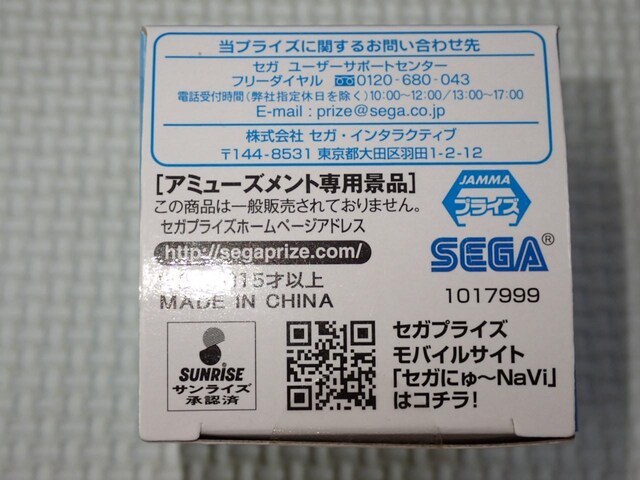 当プライズに関するお問い合わせ先
セガ ユーザーサポートセンター
フリーダイヤル 0120-680-043
電話受付時間(弊社指定休日を除く)10:00~12:00/13:00~17:00
E-mail : prize@sega.co.jp
株式会社 セガ・インタラクティブ
〒144-8531 東京都大田区羽田1-2-12
[アミューズメント専用景品]
この商品は一般販売されておりません。
セガプライズホームページアドレス
http://segaprize.com/
15才以上
MADE IN CHINA
JAMMA
プライズ
SEGA®
1017999
SUNRISE
サンライズ
承認済
セガプライズ
モバイルサイト
「セガにゅ~NaVi」
はコチラ!